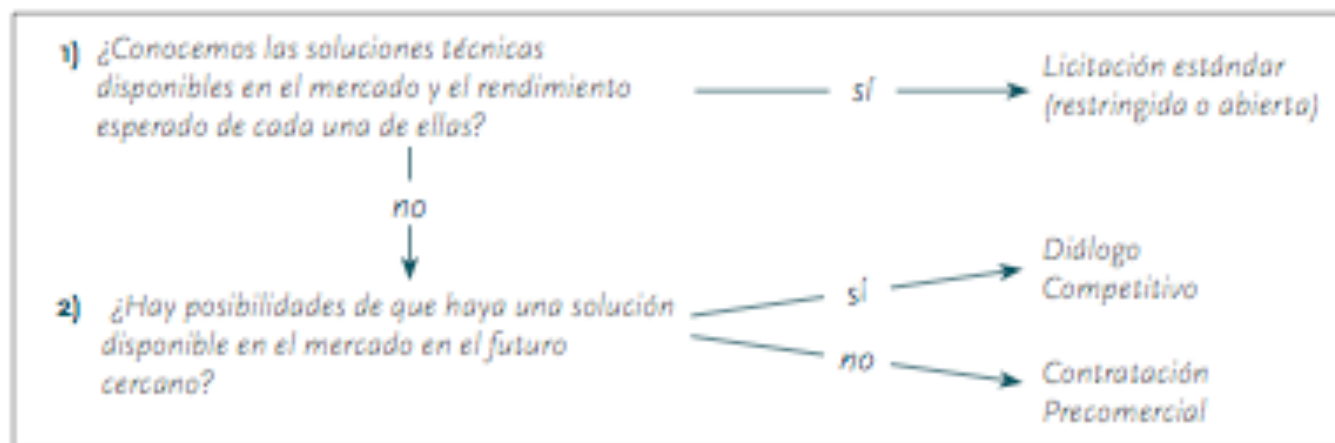 1) ¿Conocemos las soluciones técnicas
disponibles en el mercado y el rendimiento
esperado de cada una de ellas?
sí
Licitación estándar
(restringida o abierta)
no
2) ¿Hay posibilidades de que haya una solución
disponible en el mercado en el futuro
cercano?
sí
Diálogo
Competitivo
no
Contratación
Precomercial